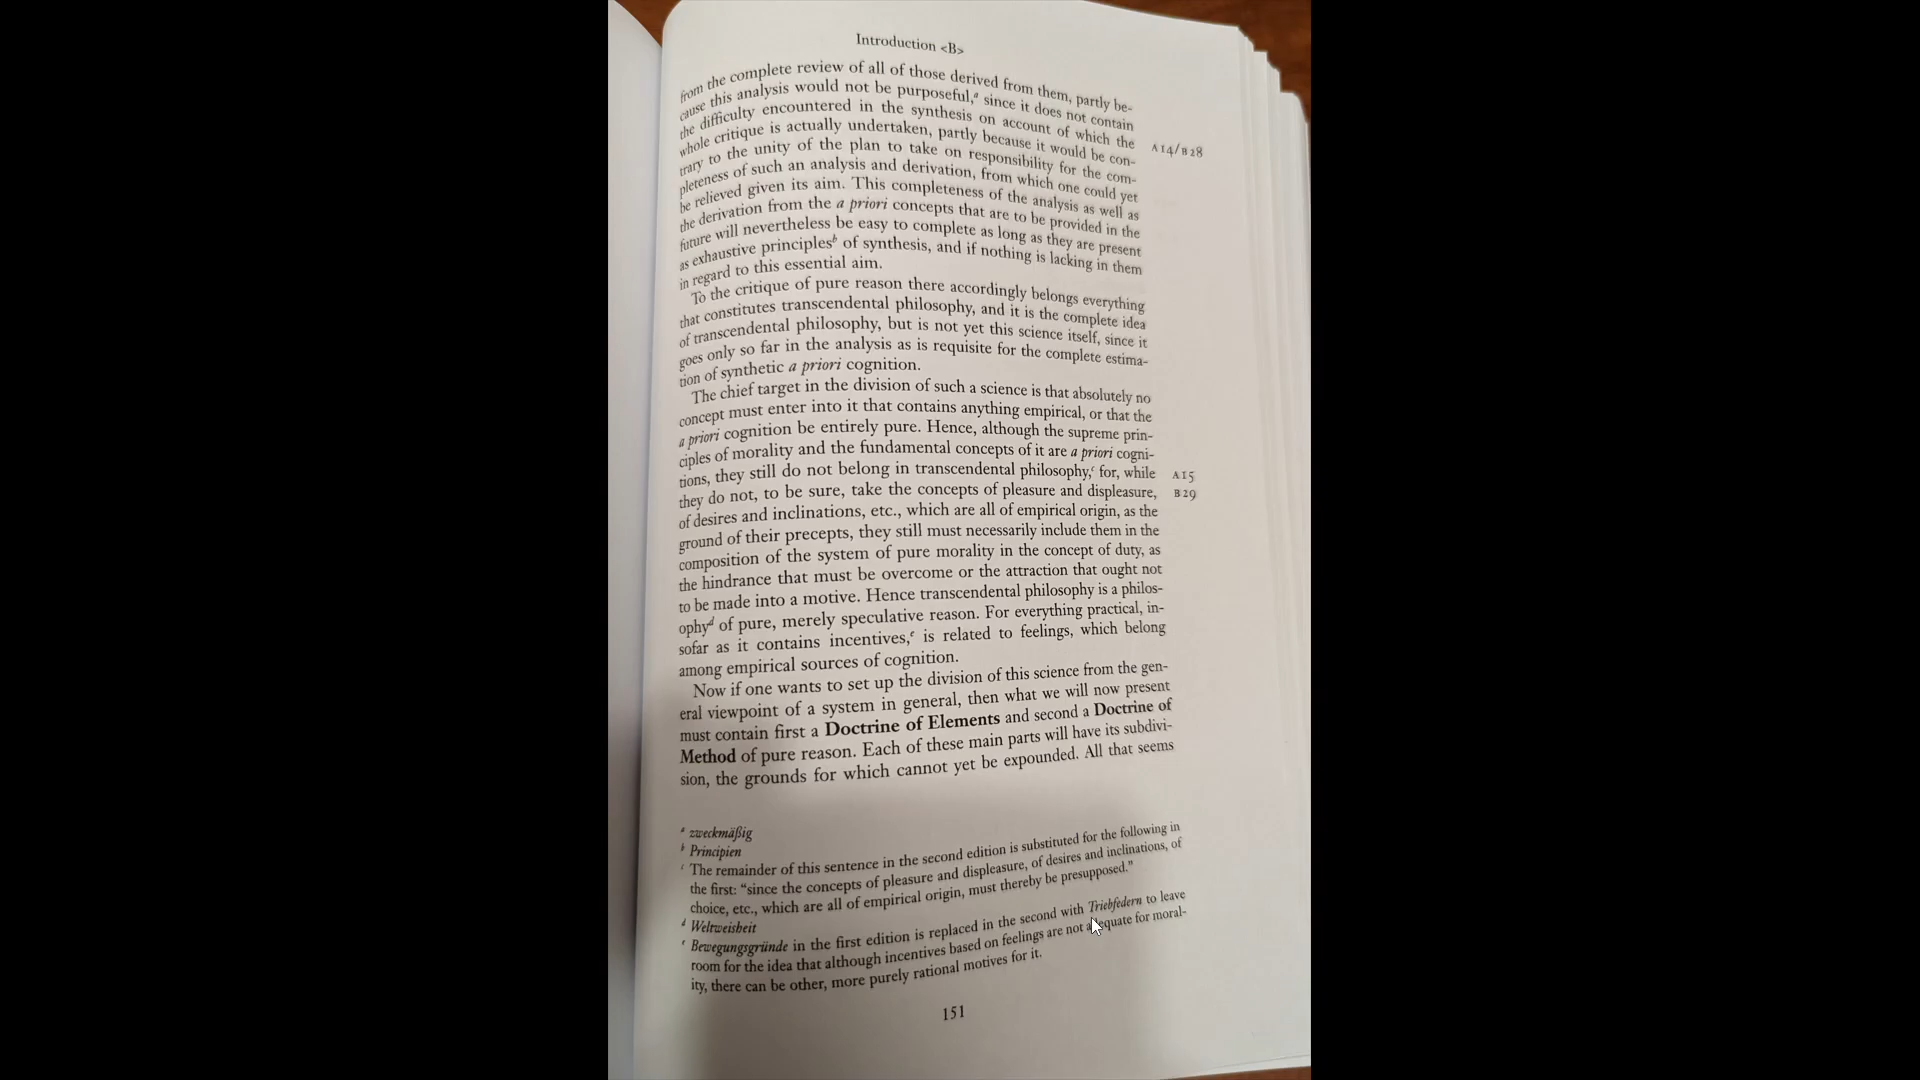 Introduction <B>
from the complete review of all of those derived from them, partly be-
cause this analysis would not be purposeful,a since it does not contain
the difficulty encountered in the synthesis on account of which the
whole critique is actually undertaken, partly because it would be con-
trary to the unity of the plan to take on responsibility for the com-
pleteness of such an analysis and derivation, from which one could yet
be relieved given its aim. This completeness of the analysis as well as
the derivation from the a priori concepts that are to be provided in the
future will nevertheless be easy to complete as long as they are present
as exhaustive principlesb of synthesis, and if nothing is lacking in them
in regard to this essential aim.
A14/B28
To the critique of pure reason there accordingly belongs everything
that constitutes transcendental philosophy, and it is the complete idea
of transcendental philosophy, but is not yet this science itself, since it
goes only so far in the analysis as is requisite for the complete estima-
tion of synthetic a priori cognition.
The chief target in the division of such a science is that absolutely no
concept must enter into it that contains anything empirical, or that the
a priori cognition be entirely pure. Hence, although the supreme prin-
ciples of morality and the fundamental concepts of it are a priori cogni-
tions, they still do not belong in transcendental philosophy,c for, while
they do not, to be sure, take the concepts of pleasure and displeasure,
of desires and inclinations, etc., which are all of empirical origin, as the
ground of their precepts, they still must necessarily include them in the
composition of the system of pure morality in the concept of duty, as
the hindrance that must be overcome or the attraction that ought not
to be made into a motive. Hence transcendental philosophy is a philos-
ophyd of pure, merely speculative reason. For everything practical, in-
sofar as it contains incentives,e is related to feelings, which belong
among empirical sources of cognition.
A15
B29
Now if one wants to set up the division of this science from the gen-
eral viewpoint of a system in general, then what we will now present
must contain first a Doctrine of Elements and second a Doctrine of
Method of pure reason. Each of these main parts will have its subdivi-
sion, the grounds for which cannot yet be expounded. All that seems
a zweckmäßig
b Principien
c The remainder of this sentence in the second edition is substituted for the following in
the first: "since the concepts of pleasure and displeasure, of desires and inclinations, of
choice, etc., which are all of empirical origin, must thereby be presupposed."
d Weltweisheit
e Bewegungsgründe in the first edition is replaced in the second with Triebfedern to leave
room for the idea that although incentives based on feelings are not adequate for moral-
ity, there can be other, more purely rational motives for it.
151